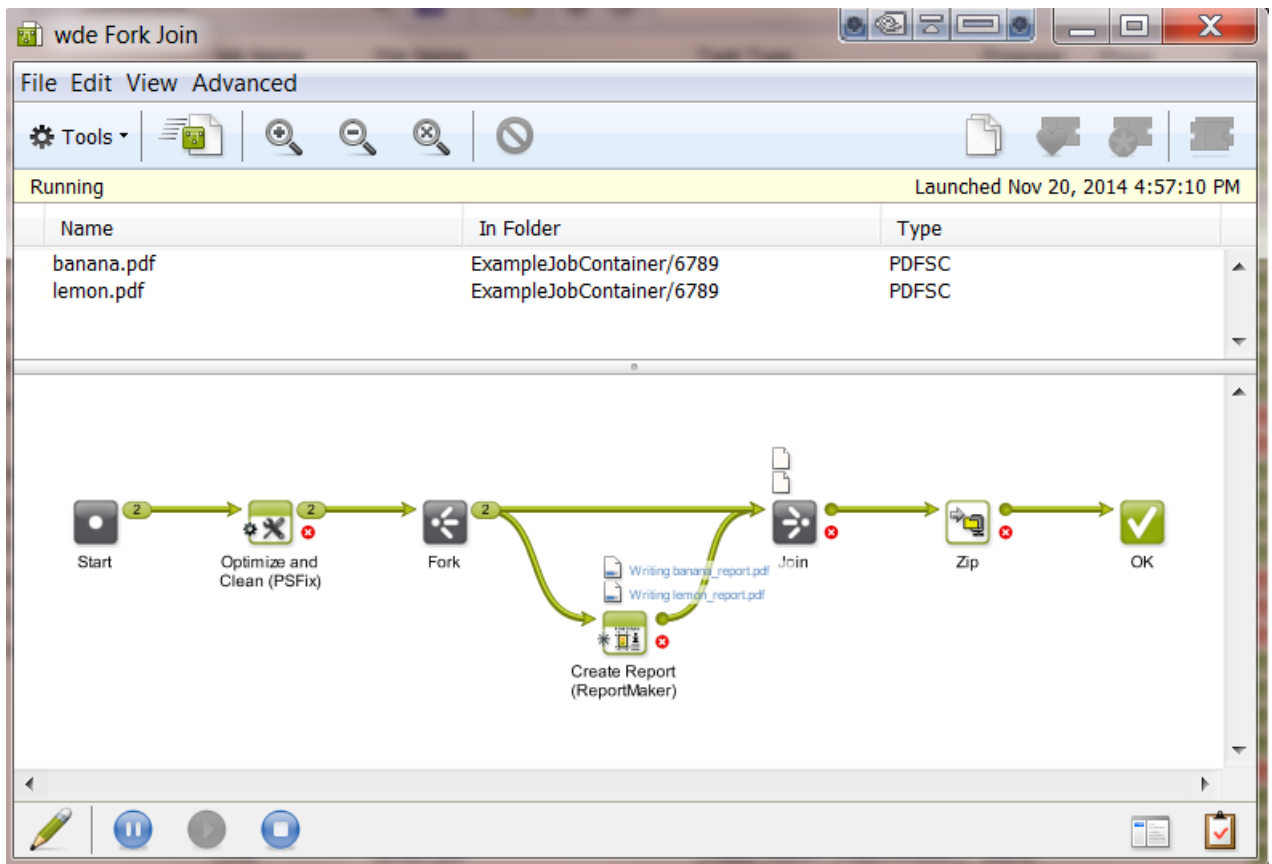 wde Fork Join
File Edit View Advanced
Tools
Running Launched Nov 20, 2014 4:57:10 PM
Name In Folder Type
banana.pdf ExampleJobContainer/6789 PDFSC
lemon.pdf ExampleJobContainer/6789 PDFSC
2 2 2
Start Optimize and Clean (PSFix) Fork Join Zip OK
Writing banana_report.pdf
Writing lemon_report.pdf
Create Report
(ReportMaker)